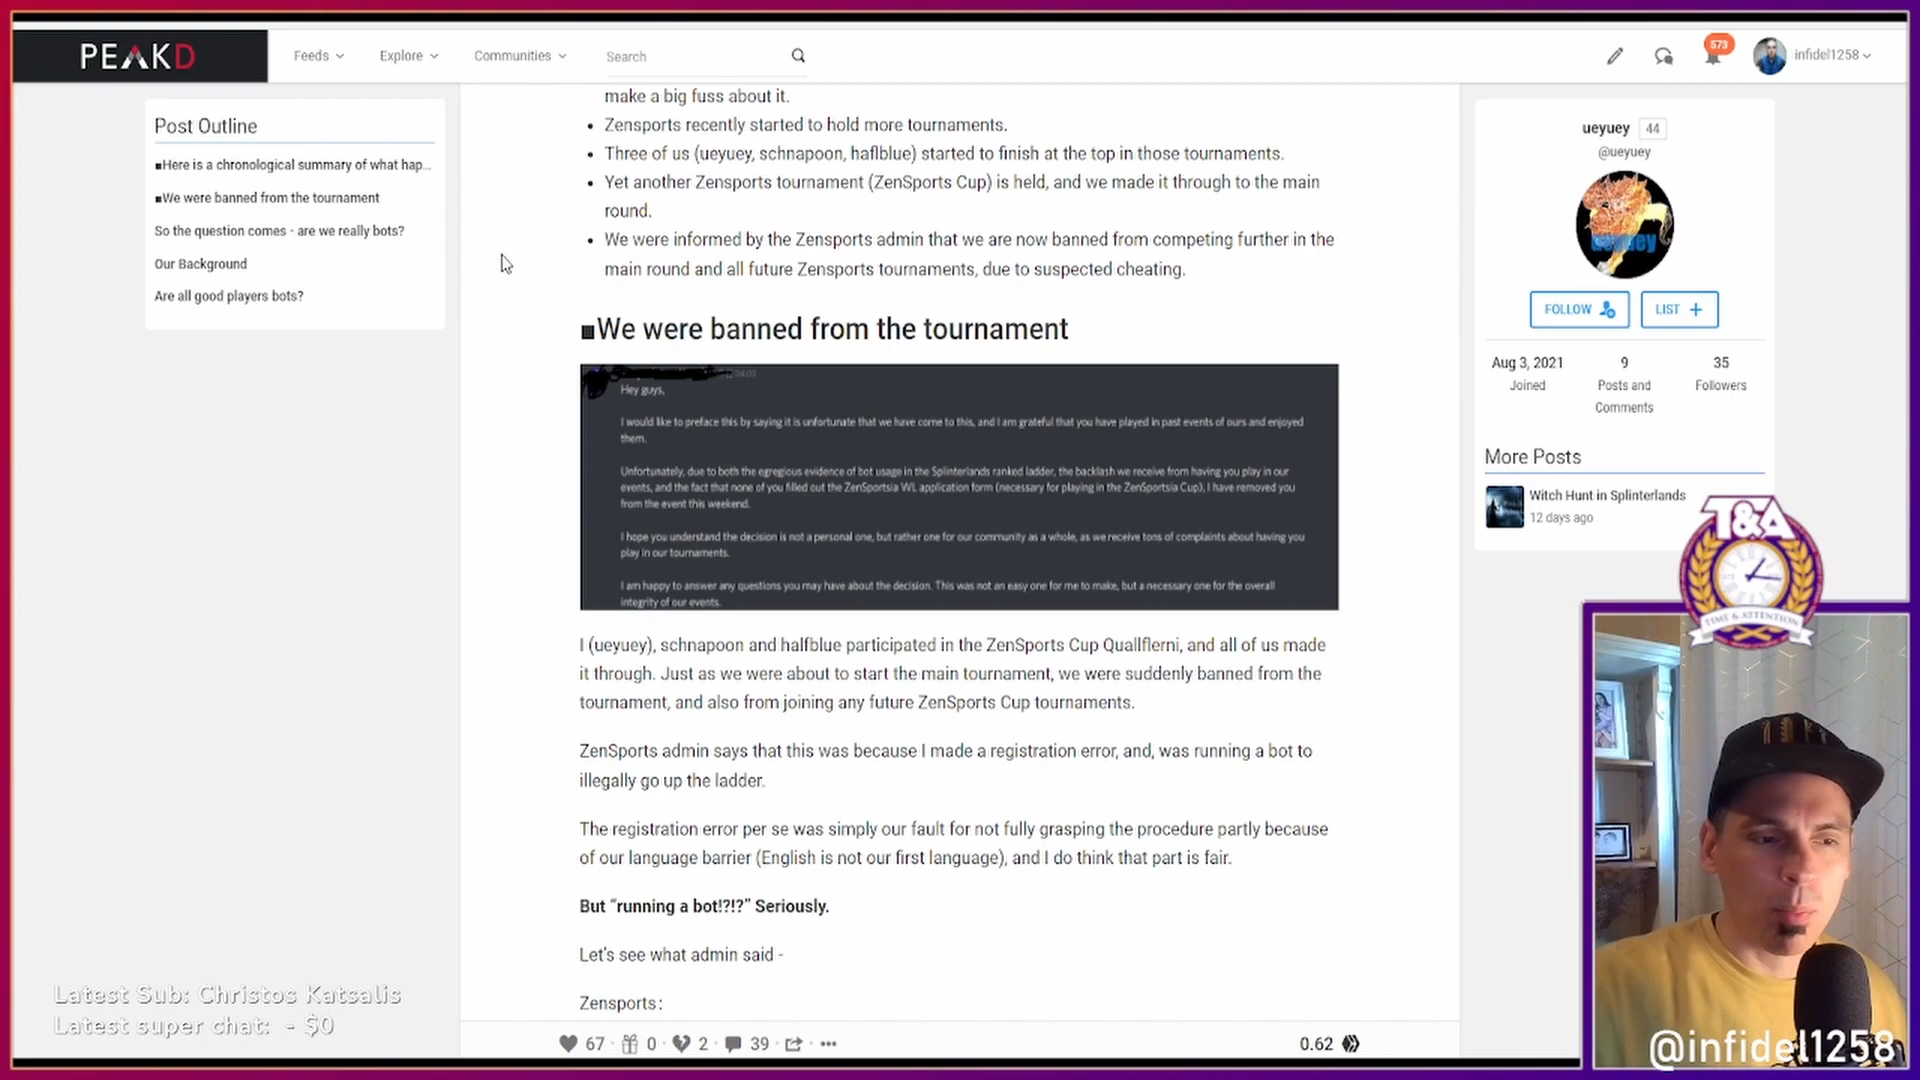 PEAKD
Feeds
Explore
Communities
Search
573
infidel1258
Post Outline
■Here is a chronological summary of what hap...
■We were banned from the tournament
So the question comes - are we really bots?
Our Background
Are all good players bots?
make a big fuss about it.
• Zensports recently started to hold more tournaments.
• Three of us (ueyuey, schnapoon, haflblue) started to finish at the top in those tournaments.
• Yet another Zensports tournament (ZenSports Cup) is held, and we made it through to the main
round.
• We were informed by the Zensports admin that we are now banned from competing further in the
main round and all future Zensports tournaments, due to suspected cheating.
■We were banned from the tournament
Hey guys,
I would like to preface this by saying it is unfortunate that we have come to this, and I am grateful that you have played in past events of ours and enjoyed
them.
Unfortunately, due to both the egregious evidence of bot usage in the Splinterlands ranked ladder, the backlash we receive from having you play in our
events, and the fact that none of you filled out the ZenSportsia WL application form (necessary for playing in the ZenSportsia Cup), I have removed you
from the event this weekend.
I hope you understand the decision is not a personal one, but rather one for our community as a whole, as we receive tons of complaints about having you
play in our tournaments.
I am happy to answer any questions you may have about the decision. This was not an easy one for me to make, but a necessary one for the overall
integrity of our events.
I (ueyuey), schnapoon and halfblue participated in the ZenSports Cup Quallflerni, and all of us made
it through. Just as we were about to start the main tournament, we were suddenly banned from the
tournament, and also from joining any future ZenSports Cup tournaments.
ZenSports admin says that this was because I made a registration error, and, was running a bot to
illegally go up the ladder.
The registration error per se was simply our fault for not fully grasping the procedure partly because
of our language barrier (English is not our first language), and I do think that part is fair.
But “running a bot!?!?” Seriously.
Let’s see what admin said -
Zensports:
67 · 0 · 2 · 39 · · •••
0.62
ueyuey 44
@ueyuey
ueyuey
FOLLOW
LIST +
Aug 3, 2021
Joined
9
Posts and
Comments
35
Followers
More Posts
Witch Hunt in Splinterlands
12 days ago
T&A
TIME & ATTENTION
Latest Sub: Christos Katsalis
Latest super chat: - $0
@infidel1258